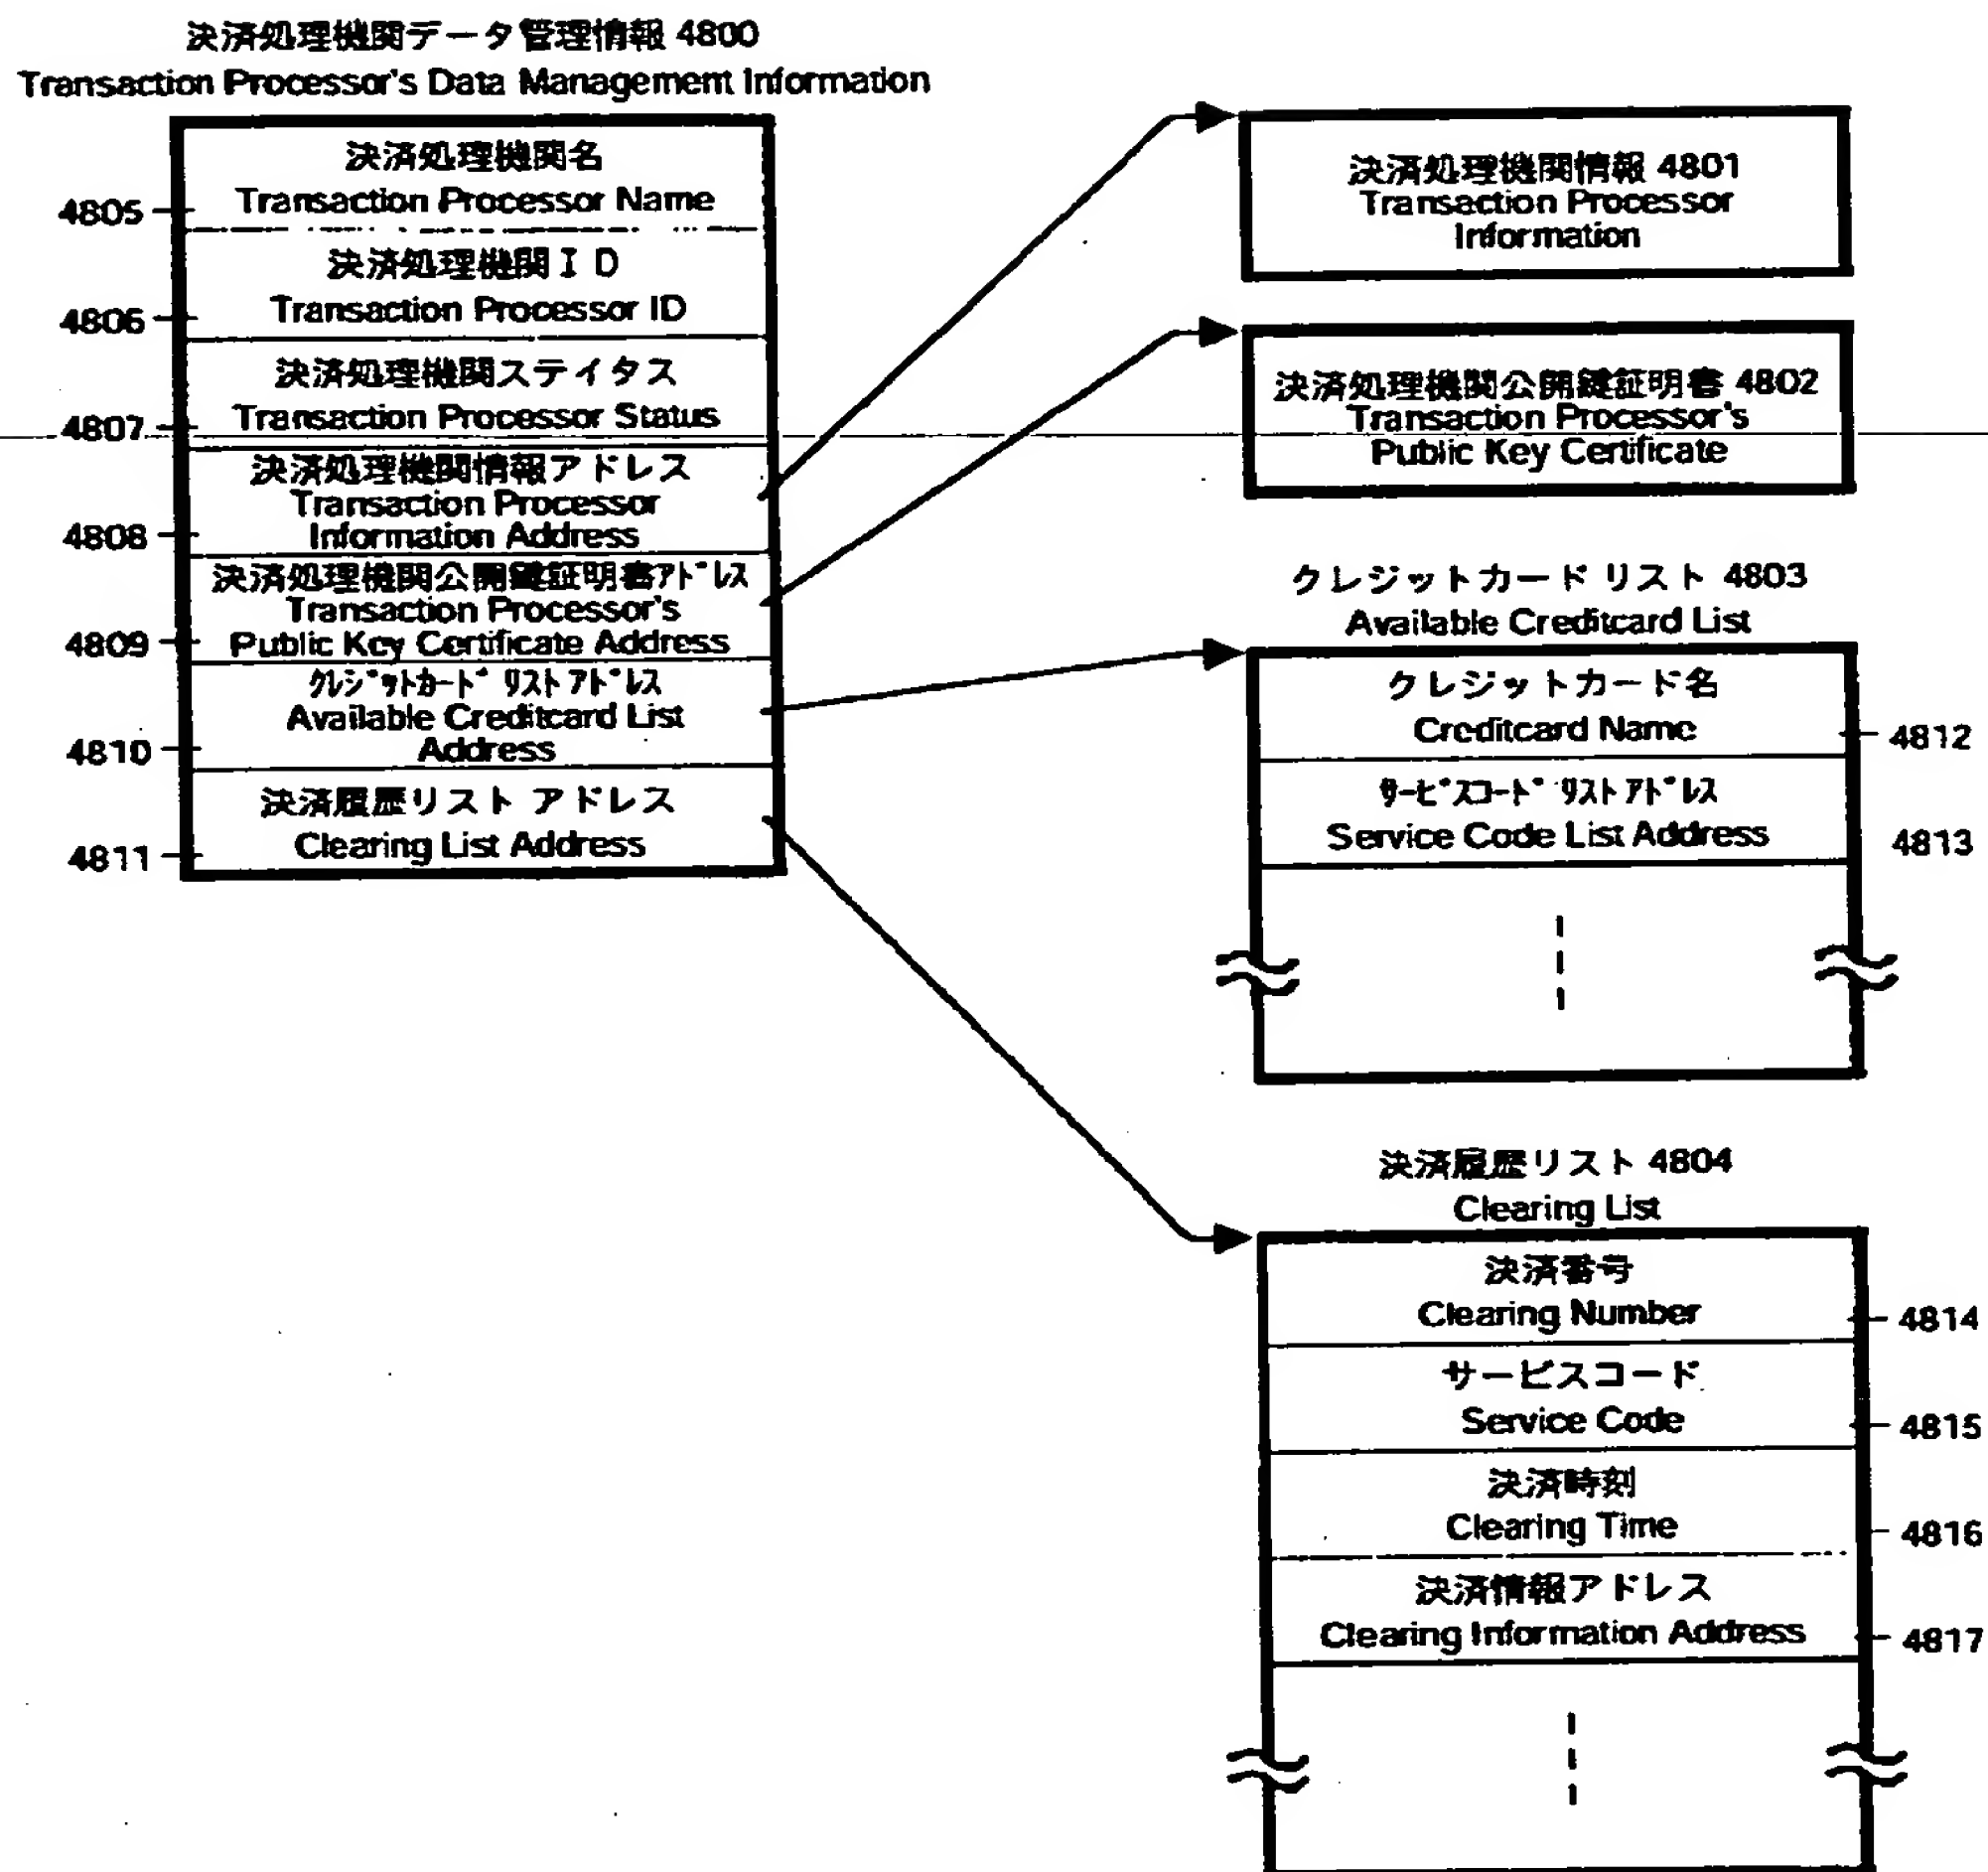 決済処理機関データ管理情報 4800
Transaction Processor's Data Management Information
決済処理機関名
Transaction Processor Name
4805
決済処理機関ID
Transaction Processor ID
4806
決済処理機関ステイタス
Transaction Processor Status
4807
決済処理機関情報アドレス
Transaction Processor
Information Address
4808
決済処理機関公開鍵証明書ｱﾄﾞﾚｽ
Transaction Processor's
Public Key Certificate Address
4809
ｸﾚｼﾞｯﾄｶｰﾄﾞ ﾘｽﾄ ｱﾄﾞﾚｽ
Available Creditcard List
Address
4810
決済履歴リスト アドレス
Clearing List Address
4811
決済処理機関情報 4801
Transaction Processor
Information
決済処理機関公開鍵証明書 4802
Transaction Processor's
Public Key Certificate
クレジットカード リスト 4803
Available Creditcard List
クレジットカード名
Creditcard Name
4812
ｻｰﾋﾞｽｺｰﾄﾞ ﾘｽﾄ ｱﾄﾞﾚｽ
Service Code List Address
4813
決済履歴リスト 4804
Clearing List
決済番号
Clearing Number
4814
サービスコード
Service Code
4815
決済時刻
Clearing Time
4816
決済情報アドレス
Clearing Information Address
4817